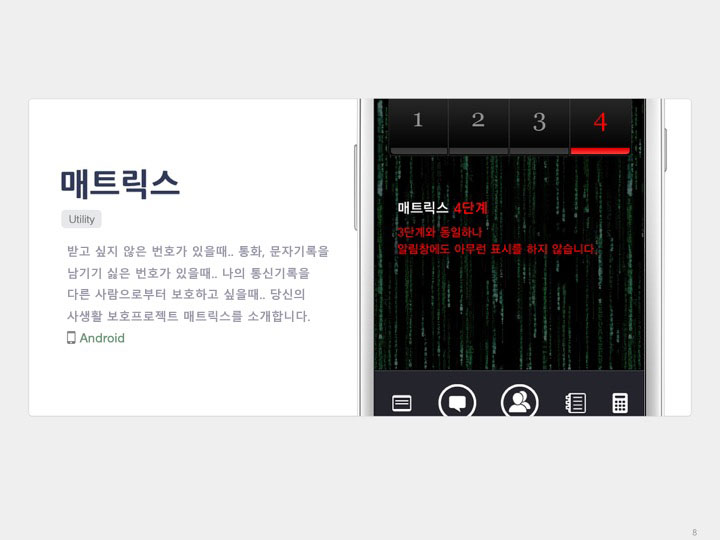 매트릭스
Utility
받고 싶지 않은 번호가 있을때.. 통화, 문자기록을
남기기 싫은 번호가 있을때.. 나의 통신기록을
다른 사람으로부터 보호하고 싶을때.. 당신의
사생활 보호프로젝트 매트릭스를 소개합니다.
Android
1 2 3 4
매트릭스 4단계
3단계와 동일하나
알림창에도 아무런 표시를 하지 않습니다.
8